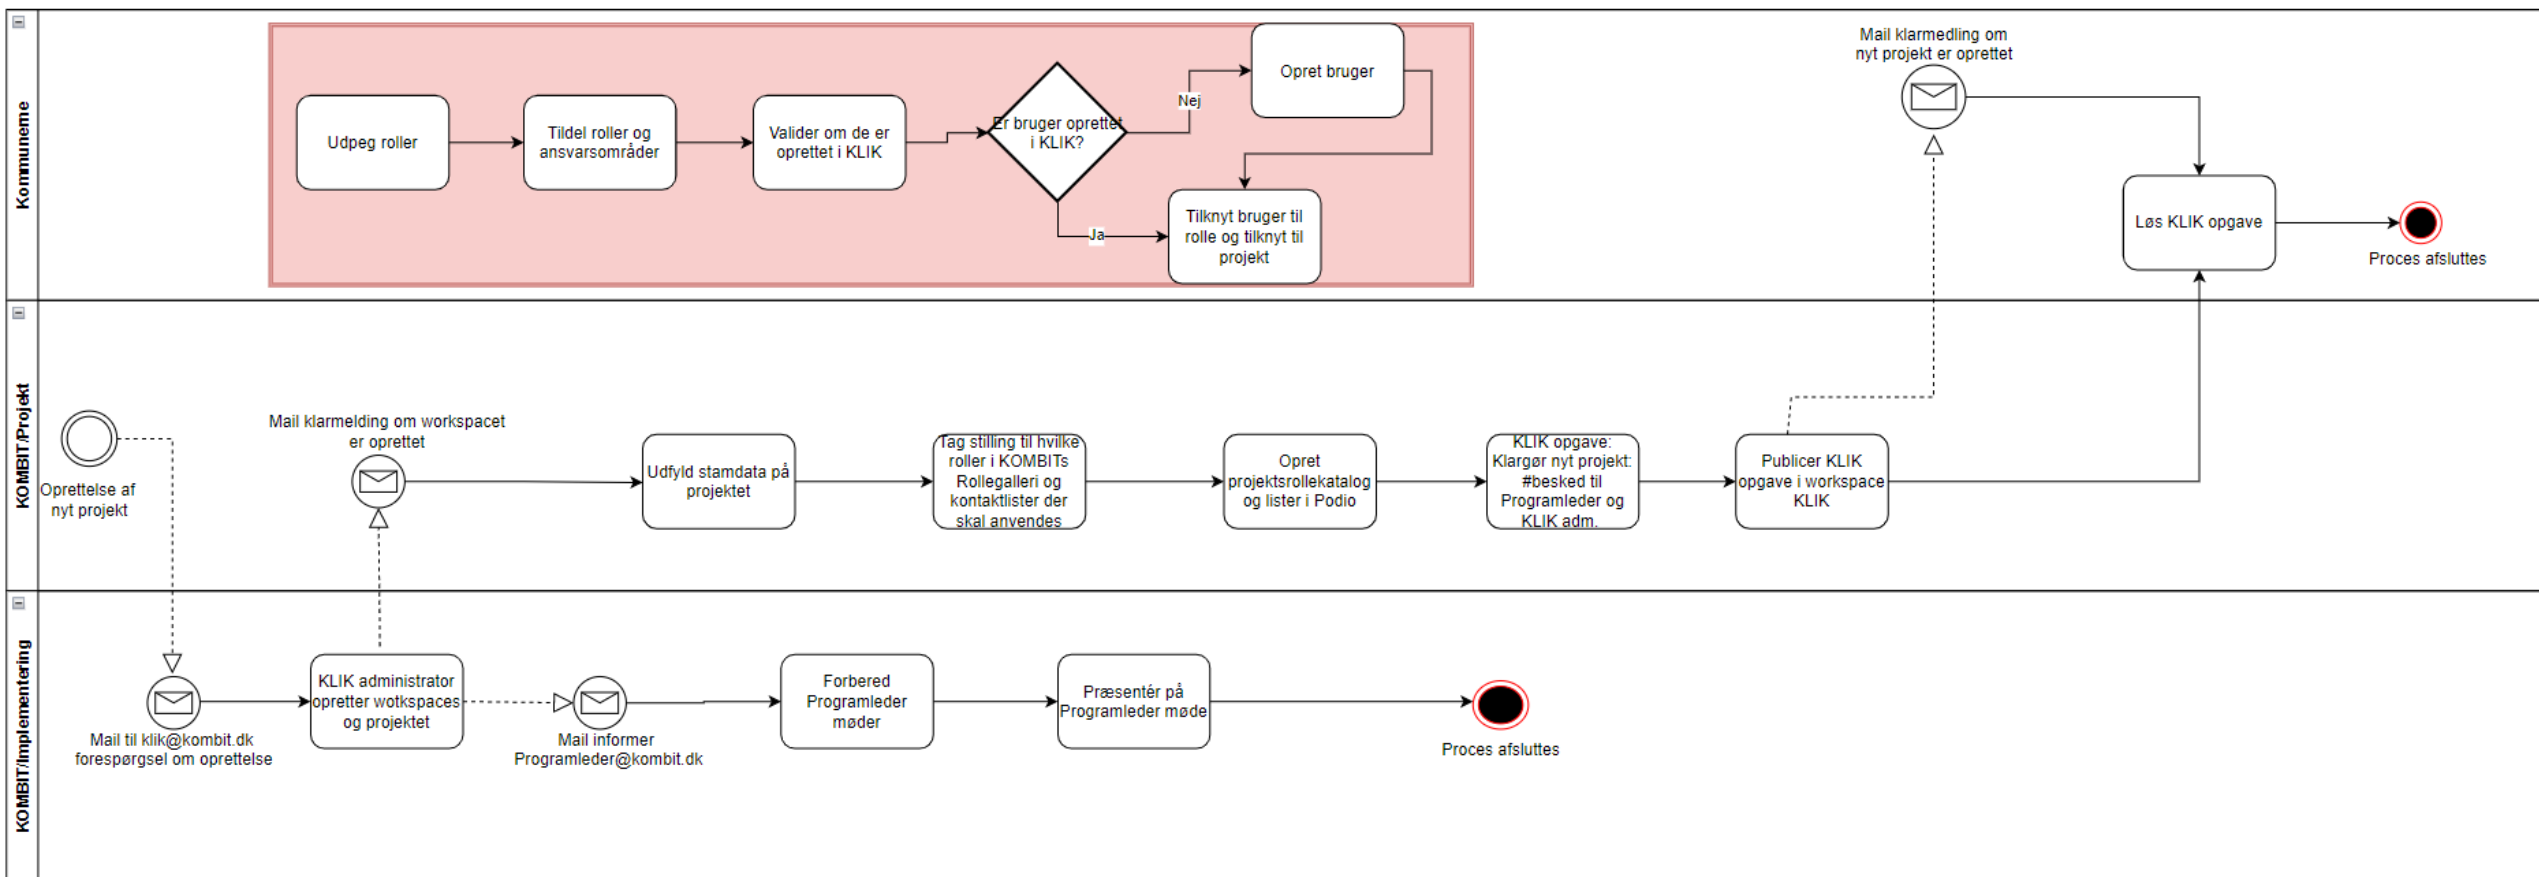 Kommunerne
Udpeg roller
Tildel roller og
ansvarsområder
Valider om de er
oprettet i KLIK
Er bruger oprettet
i KLIK?
Nej
Ja
Opret bruger
Tilknyt bruger til
rolle og tilknyt til
projekt
Mail klarmedling om
nyt projekt er oprettet
Løs KLIK opgave
Proces afsluttes
KOMBIT/Projekt
Oprettelse af
nyt projekt
Mail klarmelding om workspacet
er oprettet
Udfyld stamdata på
projektet
Tag stilling til hvilke
roller i KOMBITs
Rollegalleri og
kontaktlister der
skal anvendes
Opret
projektsrollekatalog
og lister i Podio
KLIK opgave:
Klargør nyt projekt:
#besked til
Programleder og
KLIK adm.
Publicer KLIK
opgave i workspace
KLIK
KOMBIT/Implementering
Mail til klik@kombit.dk
forespørgsel om oprettelse
KLIK administrator
opretter wotkspaces
og projektet
Mail informer
Programleder@kombit.dk
Forbered
Programleder
møder
Præsentér på
Programleder møde
Proces afsluttes